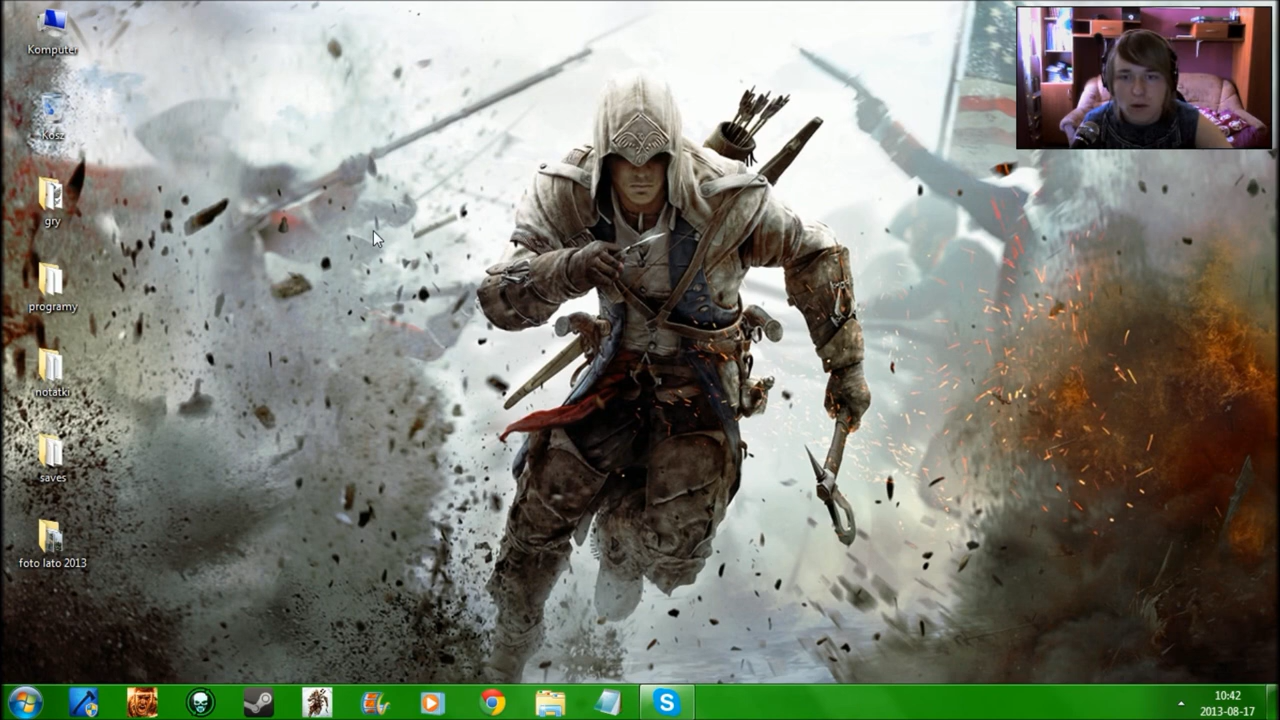 Komputer
Kosz
gry
programy
notatki
saves
foto lato 2013
10:42
2013-08-17